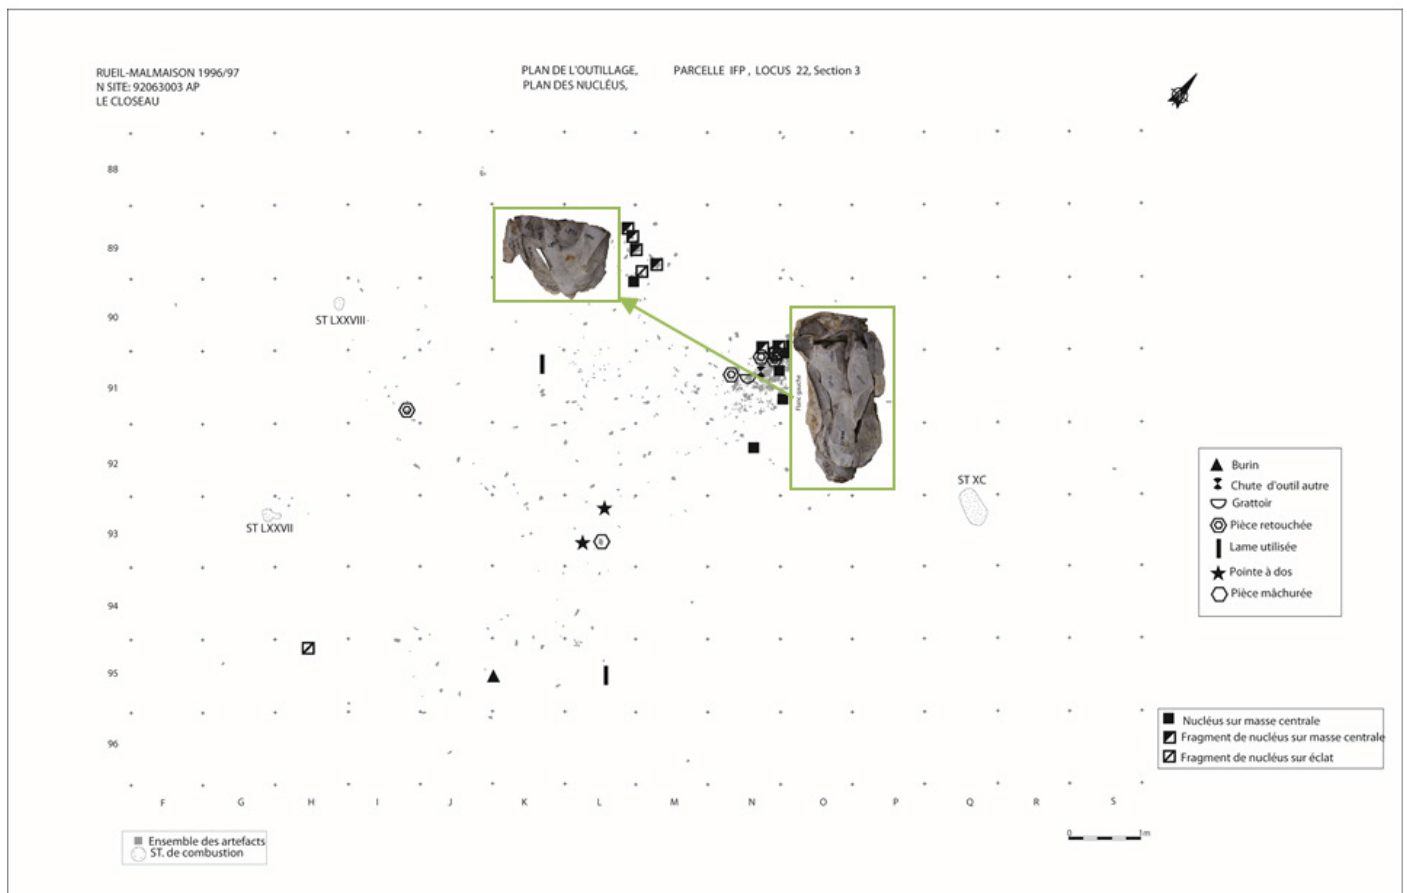 RUEIL-MALMAISON 1996/97
N SITE: 92063003 AP
LE CLOSEAU
PLAN DE L'OUTILLAGE,
PLAN DES NUCLÉUS,
PARCELLE IFP , LOCUS 22, Section 3
88
89
90
ST LXXVIII
91
Flanc gauche
92
ST XC
93
ST LXXVII
94
95
96
F G H I J K L M N O P Q R S
Burin
Chute d'outil autre
Grattoir
Pièce retouchée
Lame utilisée
Pointe à dos
Pièce mâchurée
Nucléus sur masse centrale
Fragment de nucléus sur masse centrale
Fragment de nucléus sur éclat
Ensemble des artefacts
ST. de combustion
0 1m